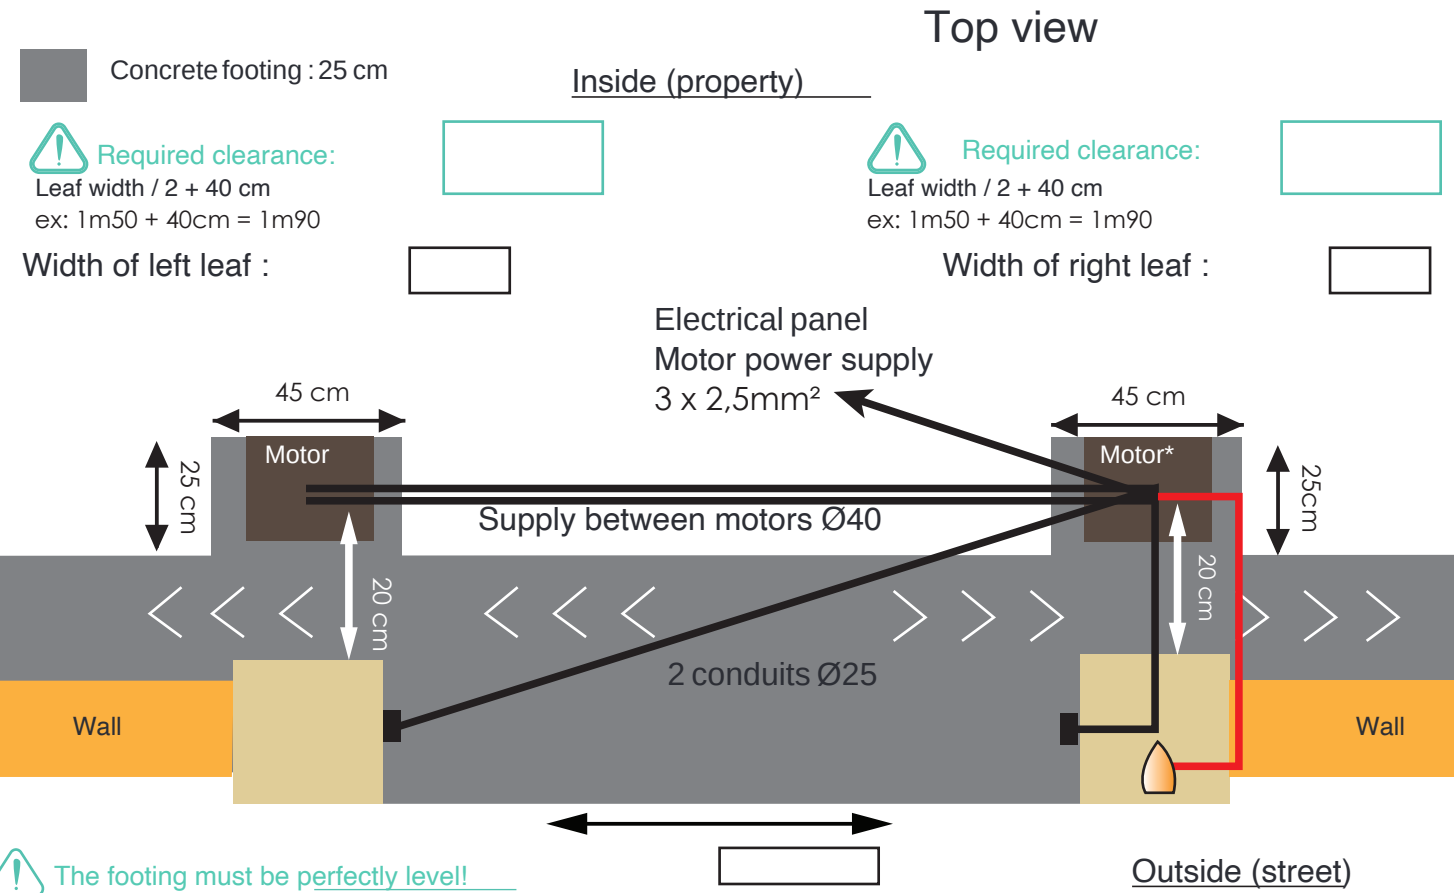 Top view
Concrete footing : 25 cm
Inside (property)
Required clearance:
Leaf width / 2 + 40 cm
ex: 1m50 + 40cm = 1m90
Required clearance:
Leaf width / 2 + 40 cm
ex: 1m50 + 40cm = 1m90
Width of left leaf :
Width of right leaf :
Electrical panel
Motor power supply
3 x 2,5mm²
45 cm
45 cm
Motor
Motor*
25 cm
25cm
Supply between motors Ø40
20 cm
20 cm
2 conduits Ø25
Wall
Wall
The footing must be perfectly level!
Outside (street)